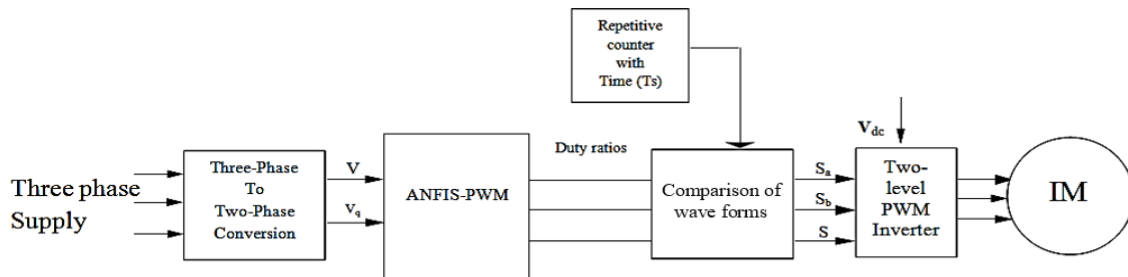 Repetitive
counter
with
Time (Ts)
Three phase
Supply
Three-Phase
To
Two-Phase
Conversion
V
Vq
ANFIS-PWM
Duty ratios
Comparison of
wave forms
Sa
Sb
S
Vdc
Two-
level
PWM
Inverter
IM